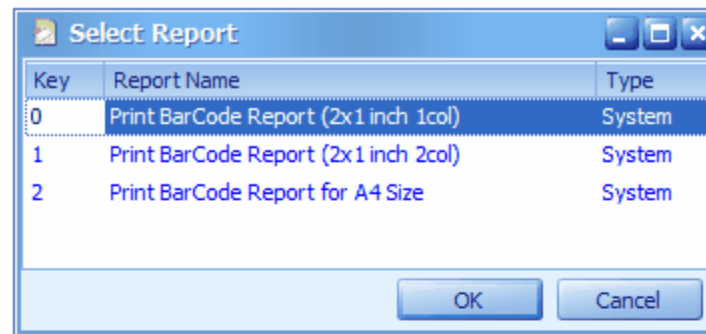 Select Report
Key Report Name Type
0 Print BarCode Report (2x1 inch 1col) System
1 Print BarCode Report (2x1 inch 2col) System
2 Print BarCode Report for A4 Size System
OK Cancel